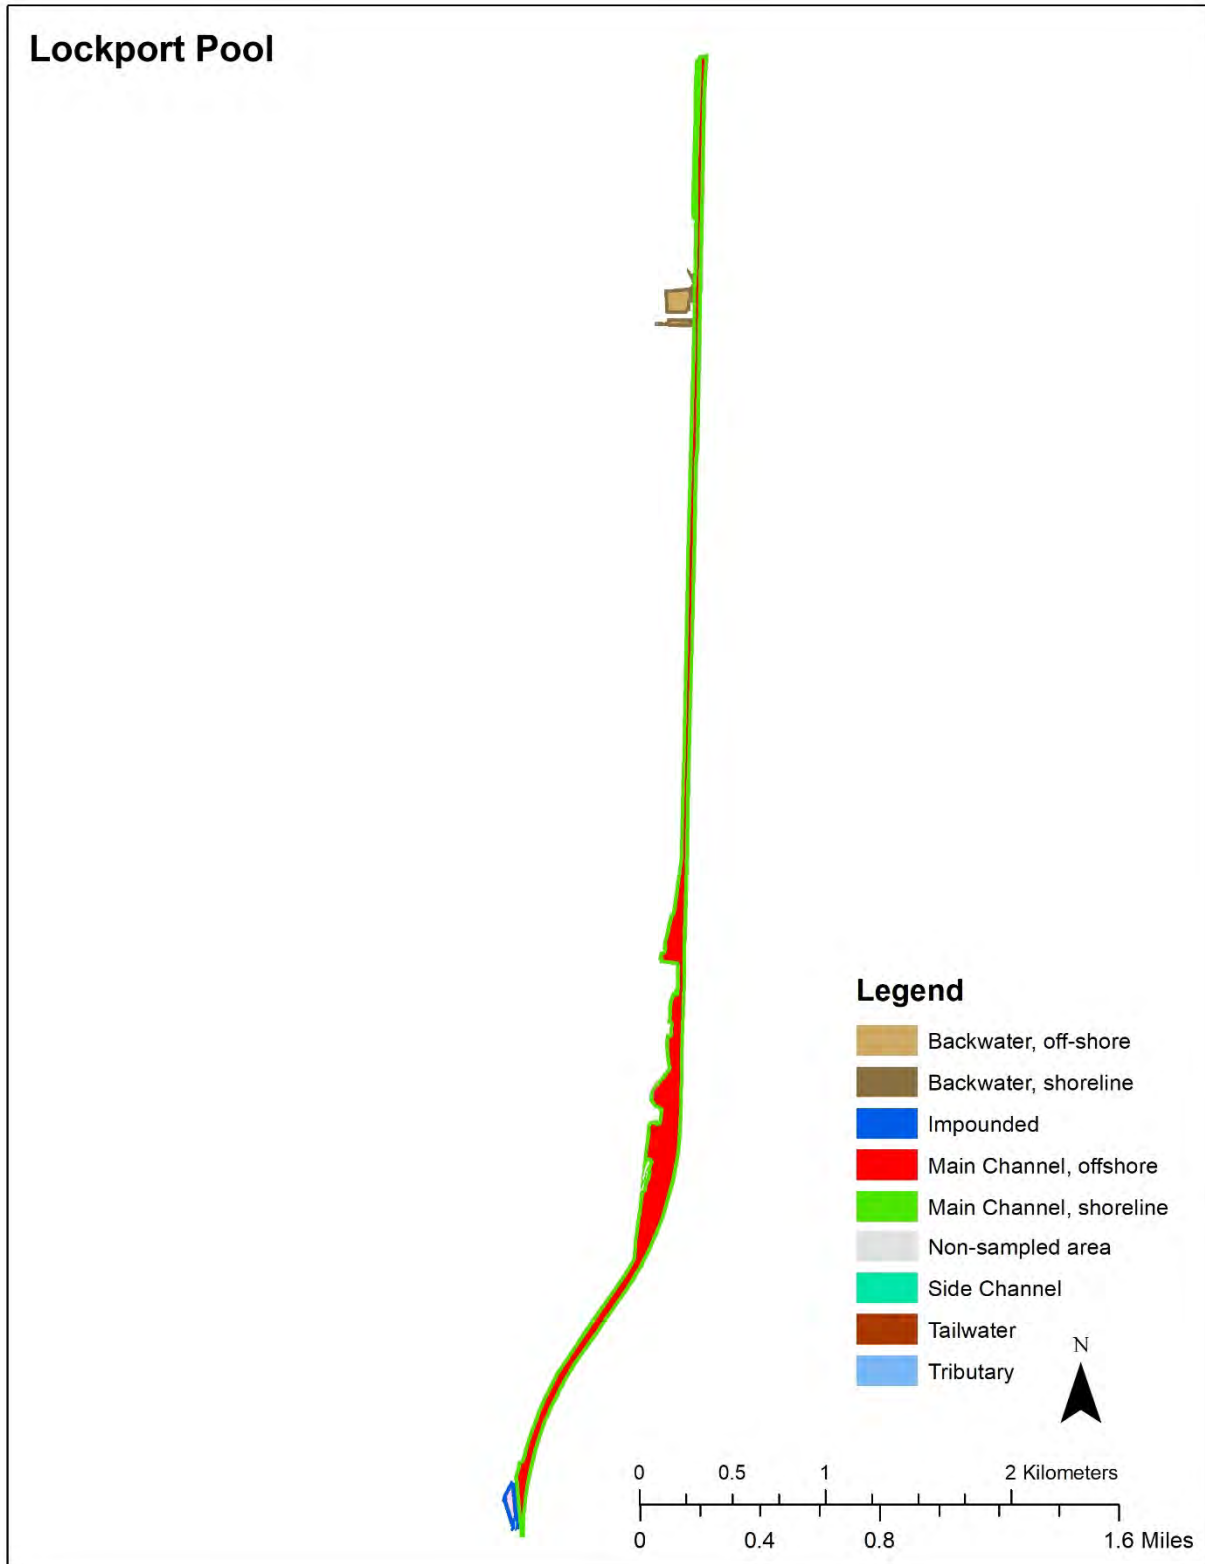 Lockport Pool
Legend
Backwater, off-shore
Backwater, shoreline
Impounded
Main Channel, offshore
Main Channel, shoreline
Non-sampled area
Side Channel
Tailwater
Tributary
N
0 0.5 1 2 Kilometers
0 0.4 0.8 1.6 Miles